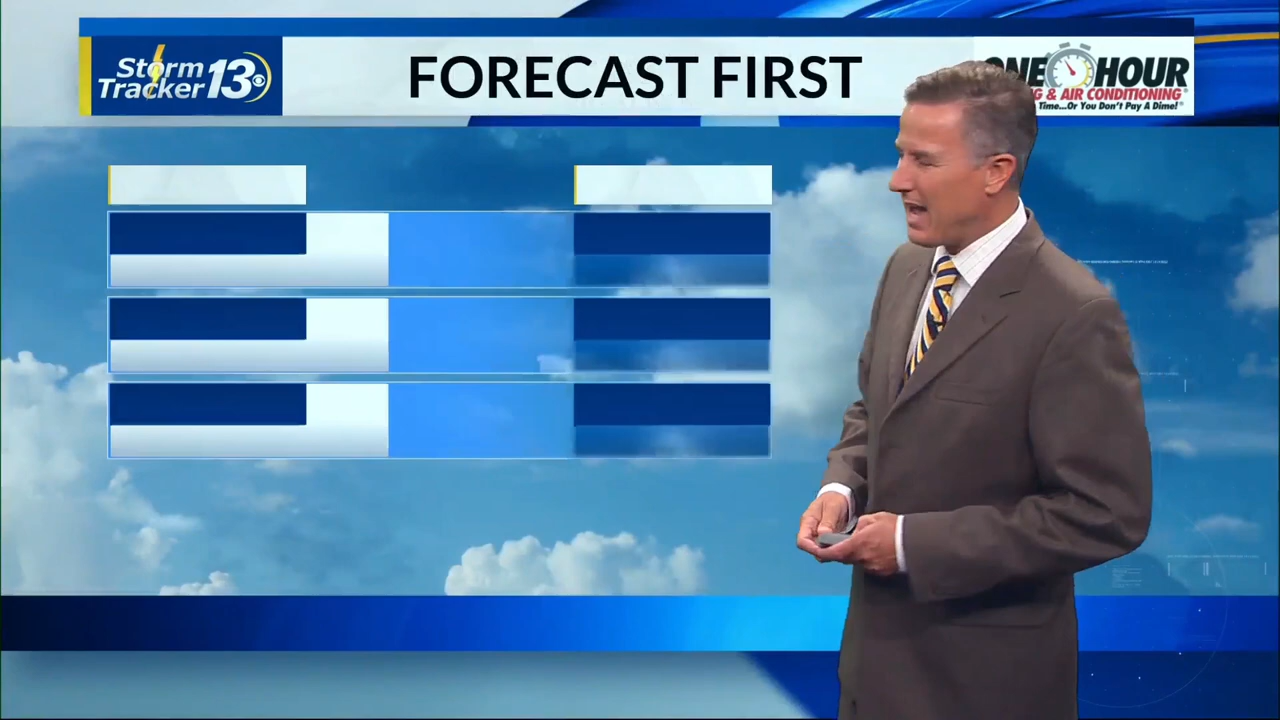 Storm
Tracker 13
FORECAST FIRST
ONE HOUR
G & AIR CONDITIONING
Time...Or You Don't Pay A Dime!